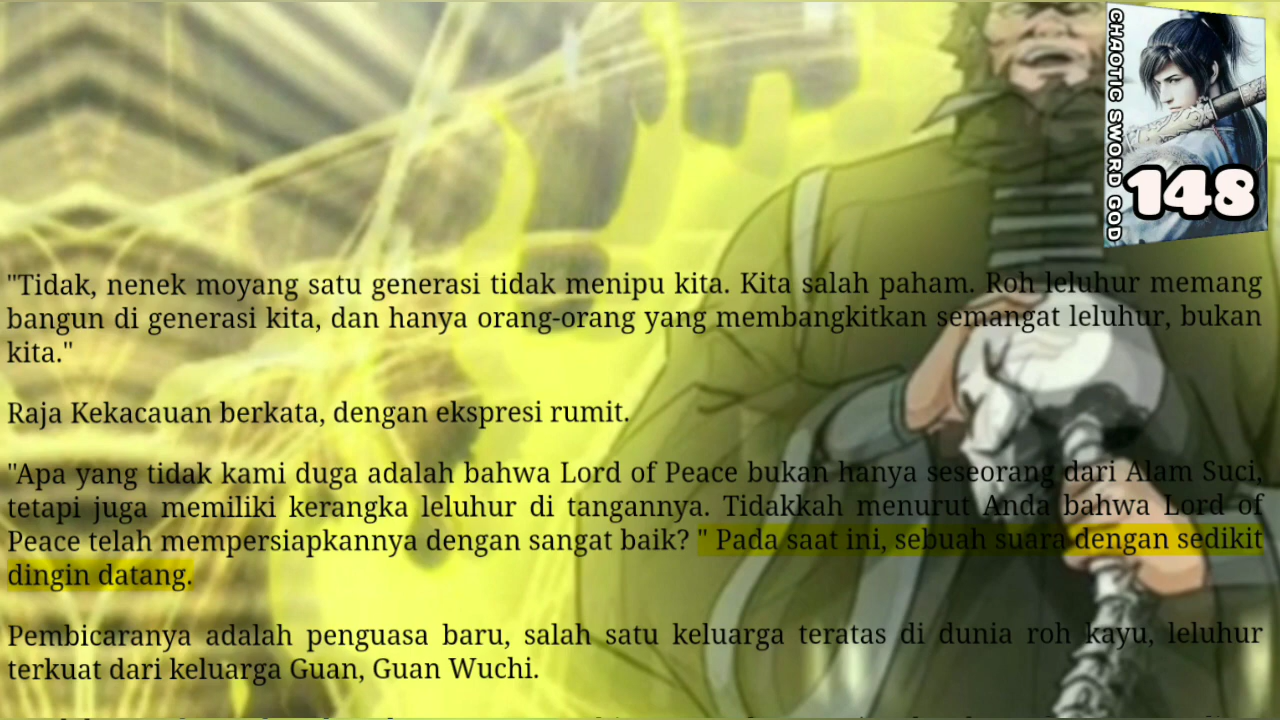 CHAOTIC SWORD GOD
148
"Tidak, nenek moyang satu generasi tidak menipu kita. Kita salah paham. Roh leluhur memang
bangun di generasi kita, dan hanya orang-orang yang membangkitkan semangat leluhur, bukan
kita."
Raja Kekacauan berkata, dengan ekspresi rumit.
"Apa yang tidak kami duga adalah bahwa Lord of Peace bukan hanya seseorang dari Alam Suci,
tetapi juga memiliki kerangka leluhur di tangannya. Tidakkah menurut Anda bahwa Lord of
Peace telah mempersiapkannya dengan sangat baik? " Pada saat ini, sebuah suara dengan sedikit
dingin datang.
Pembicaranya adalah penguasa baru, salah satu keluarga teratas di dunia roh kayu, leluhur
terkuat dari keluarga Guan, Guan Wuchi.